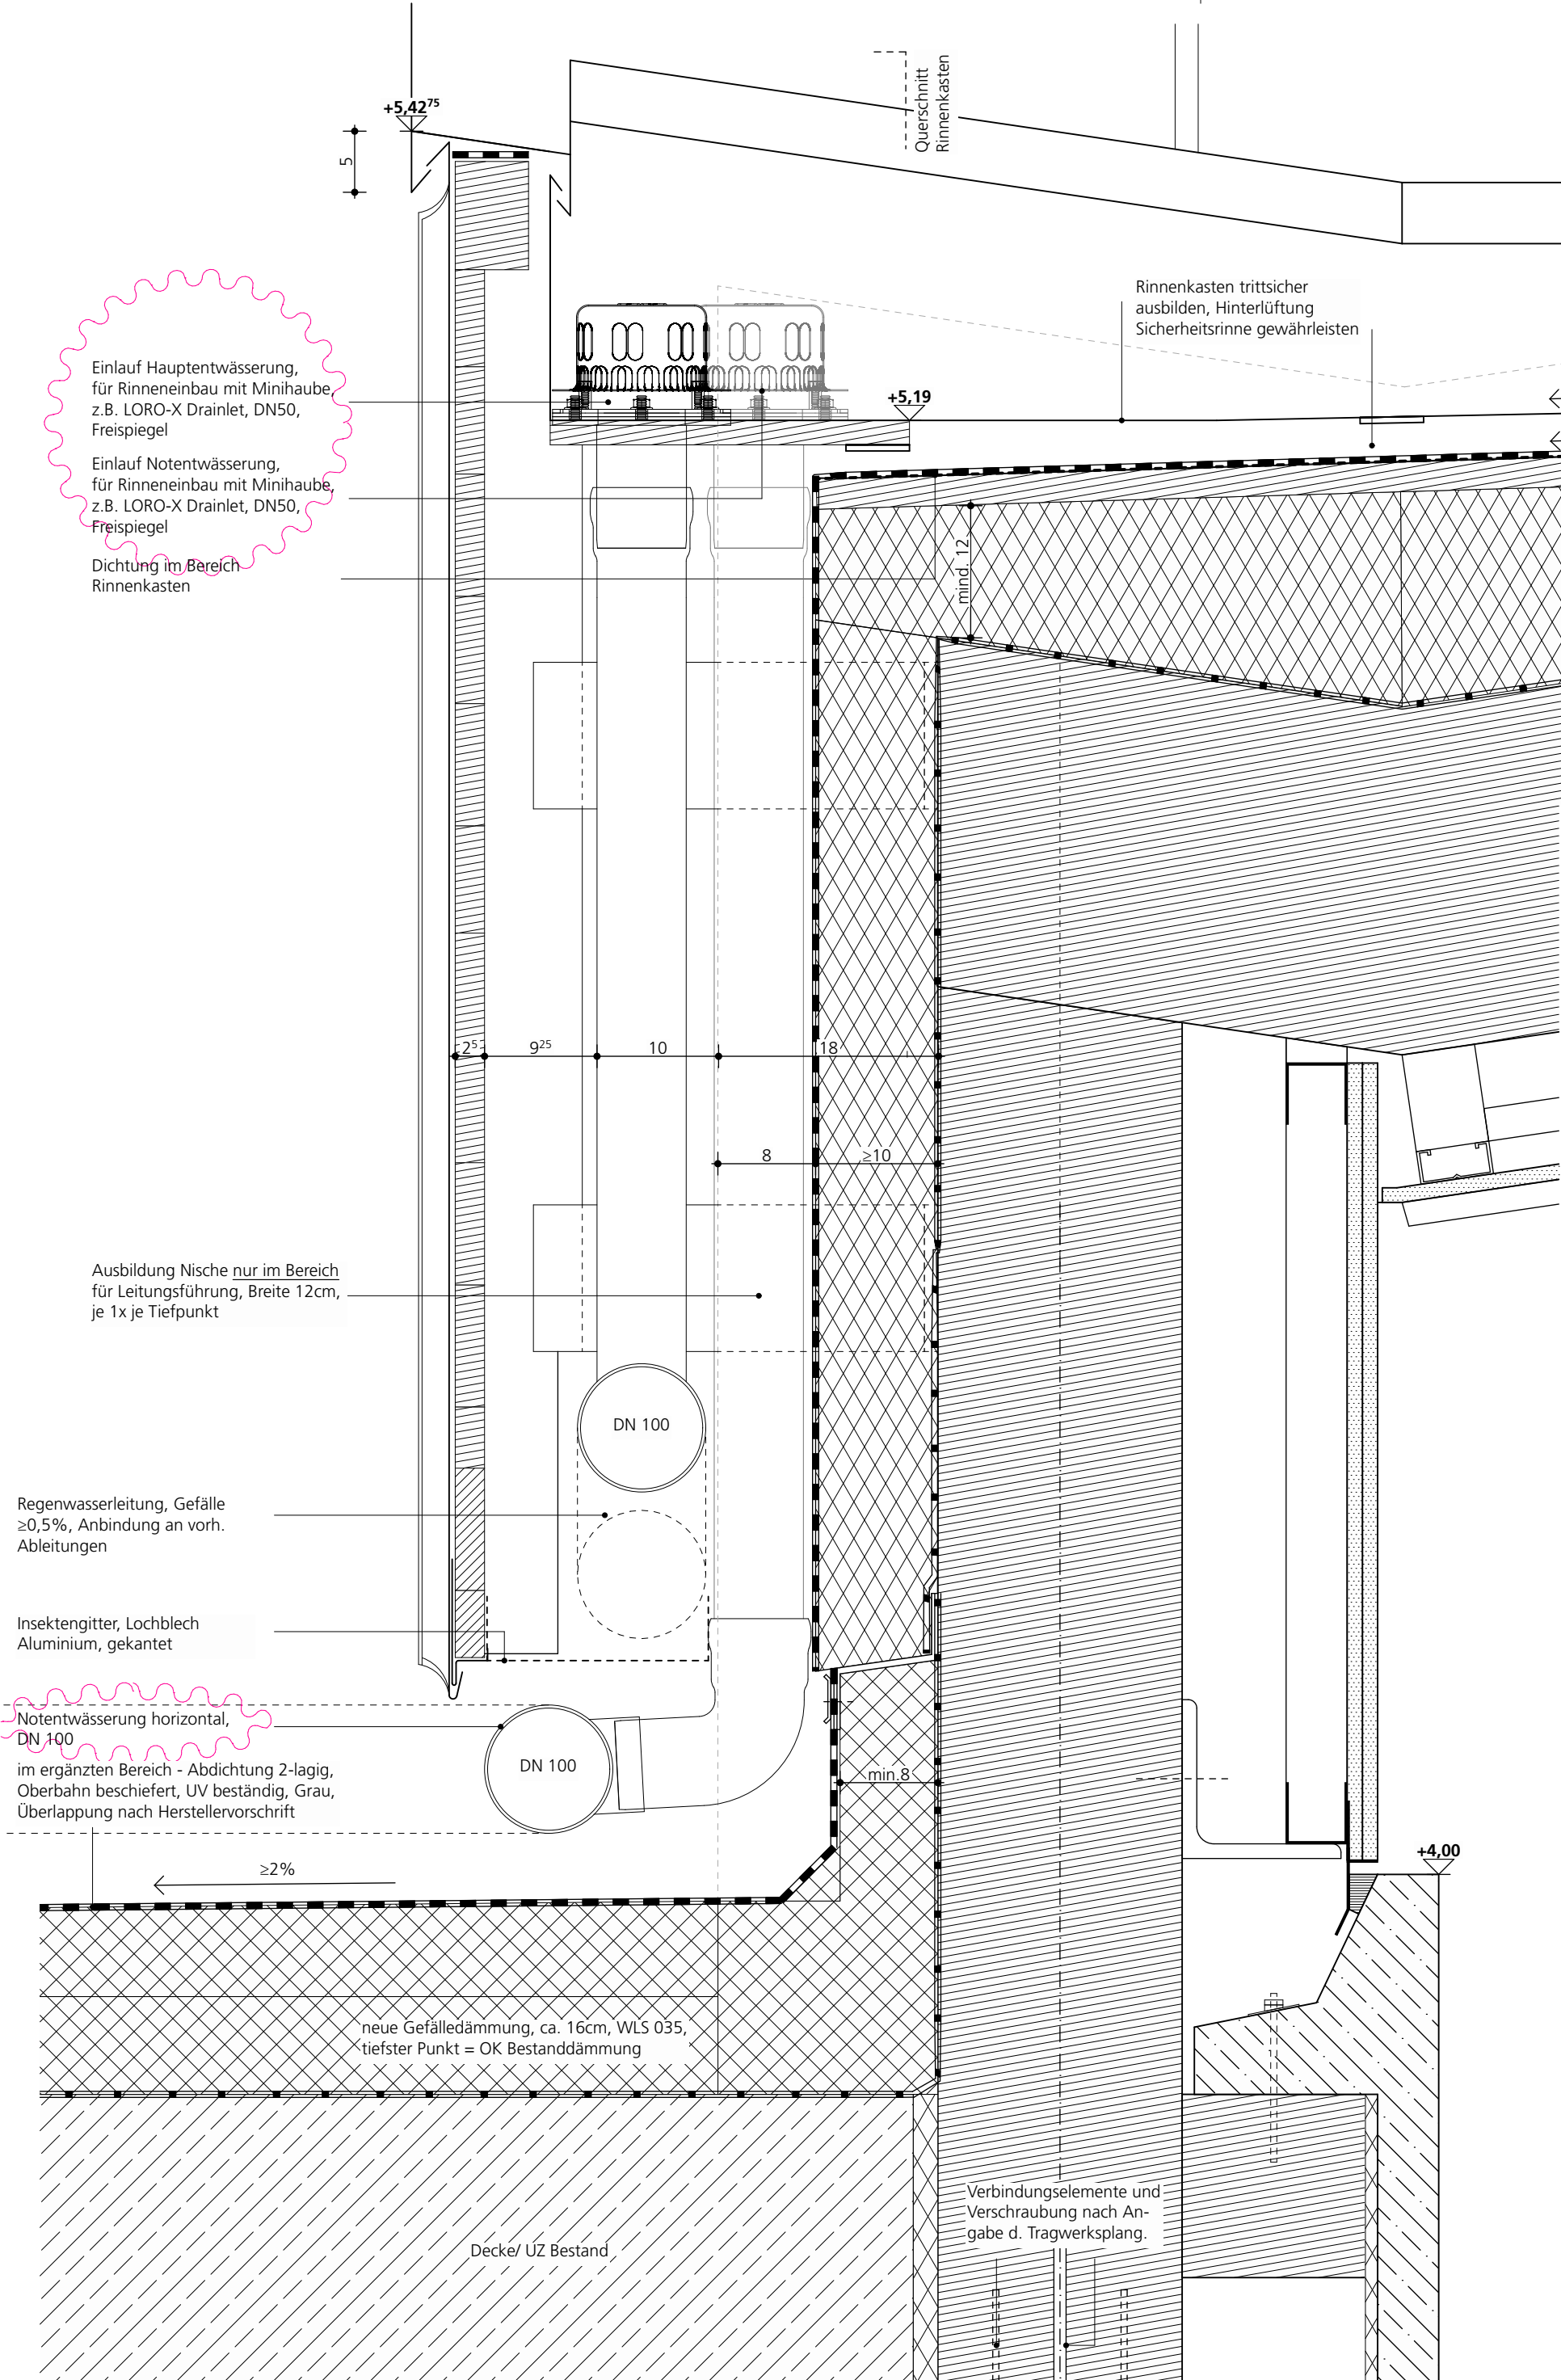 Querschnitt
Rinnenkasten
+5,42⁷⁵
5
Rinnenkasten trittsicher
ausbilden, Hinterlüftung
Sicherheitsrinne gewährleisten
Einlauf Hauptentwässerung,
für Rinneneinbau mit Minihaube,
z.B. LORO-X Drainlet, DN50,
Freispiegel
+5,19
Einlauf Notentwässerung,
für Rinneneinbau mit Minihaube,
z.B. LORO-X Drainlet, DN50,
Freispiegel
Dichtung im Bereich
Rinnenkasten
mind. 12
2⁵
9²⁵
10
18
8
≥10
Ausbildung Nische nur im Bereich
für Leitungsführung, Breite 12cm,
je 1x je Tiefpunkt
DN 100
Regenwasserleitung, Gefälle
≥0,5%, Anbindung an vorh.
Ableitungen
Insektengitter, Lochblech
Aluminium, gekantet
Notentwässerung horizontal,
DN 100
DN 100
min.8
im ergänzten Bereich - Abdichtung 2-lagig,
Oberbahn beschiefert, UV beständig, Grau,
Überlappung nach Herstellervorschrift
+4,00
≥2%
neue Gefälledämmung, ca. 16cm, WLS 035,
tiefster Punkt = OK Bestanddämmung
Verbindungselemente und
Verschraubung nach An-
gabe d. Tragwerksplang.
Decke/ UZ Bestand